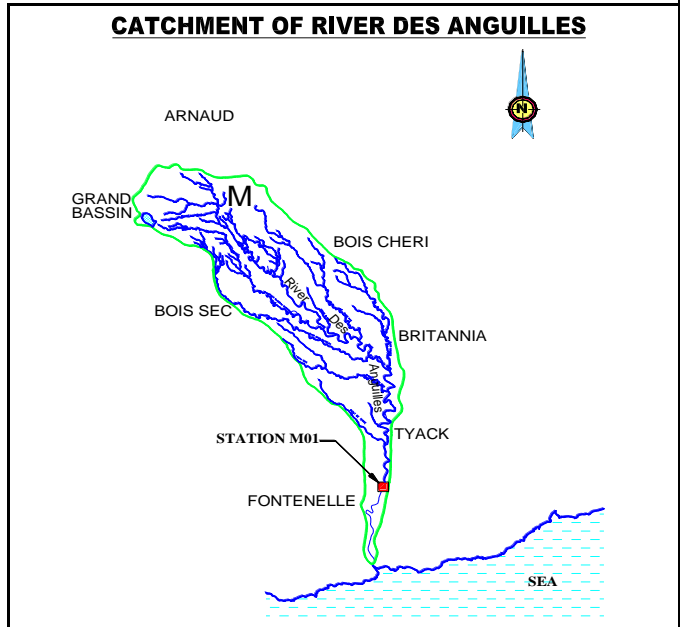 CATCHMENT OF RIVER DES ANGUILLES
N
ARNAUD
M
GRAND
BASSIN
BOIS CHERI
River
BOIS SEC
Des
BRITANNIA
Anguilles
TYACK
STATION M01
FONTENELLE
SEA